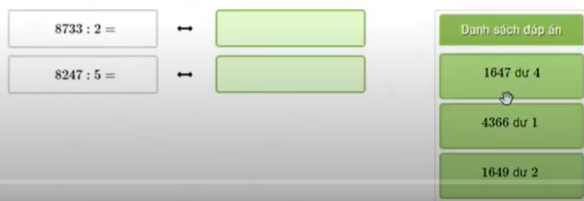 8733 : 2 =
8247 : 5 =
Danh sách đáp án
1647 dư 4
4366 dư 1
1649 dư 2